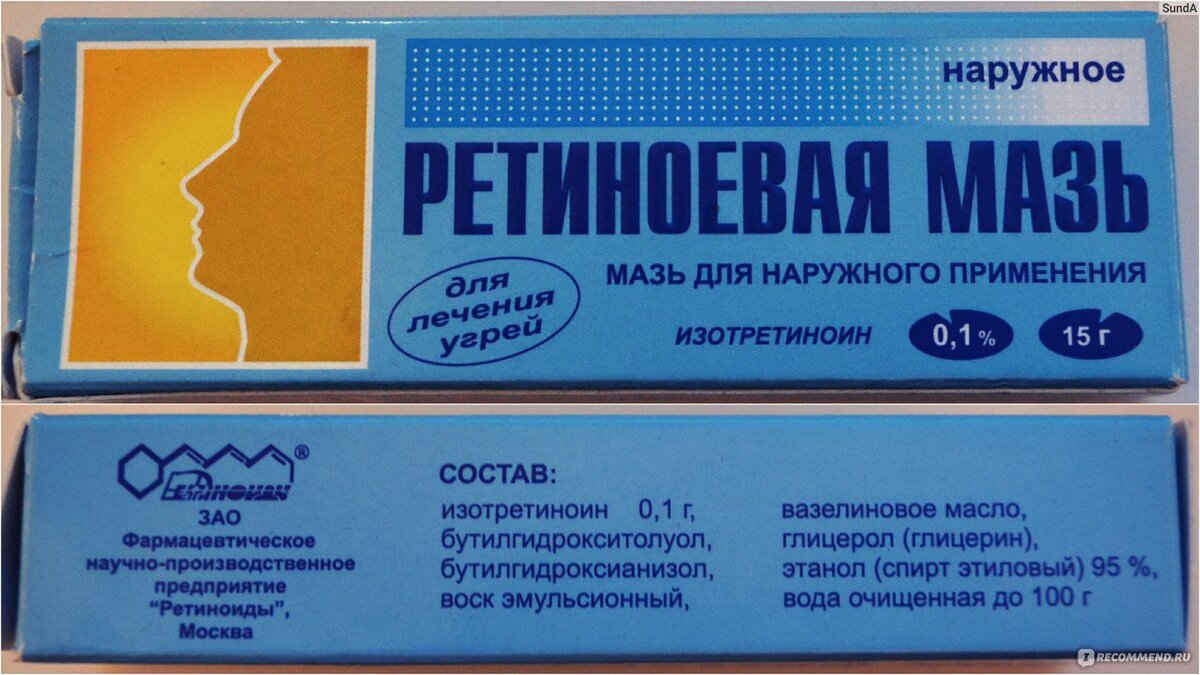 SundA
наружное
РЕТИНОЕВАЯ МАЗЬ
для
лечения
угрей
МАЗЬ ДЛЯ НАРУЖНОГО ПРИМЕНЕНИЯ
ИЗОТРЕТИНОИН 0,1 % 15 г
Ретиноиды ®
ЗАО
Фармацевтическое
научно-производственное
предприятие
“Ретиноиды”,
Москва
СОСТАВ:
изотретиноин 0,1 г,
бутилгидрокситолуол,
бутилгидроксианизол,
воск эмульсионный,
вазелиновое масло,
глицерол (глицерин),
этанол (спирт этиловый) 95 %,
вода очищенная до 100 г
IRECOMMEND.RU